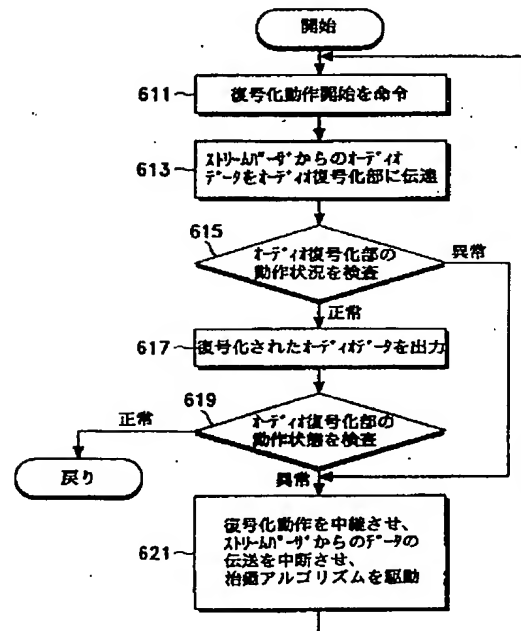 開始
611
復号化動作開始を命令
613
ストリームパーザからのオーディオ
データをオーディオ復号化部に伝達
615
オーディオ復号化部の
動作状況を検査
異常
正常
617
復号化されたオーディオデータを出力
619
オーディオ復号化部の
動作状態を検査
正常
戻り
異常
621
復号化動作を中継させ、
ストリームパーザからのデータの
伝送を中断させ、
治癒アルゴリズムを駆動